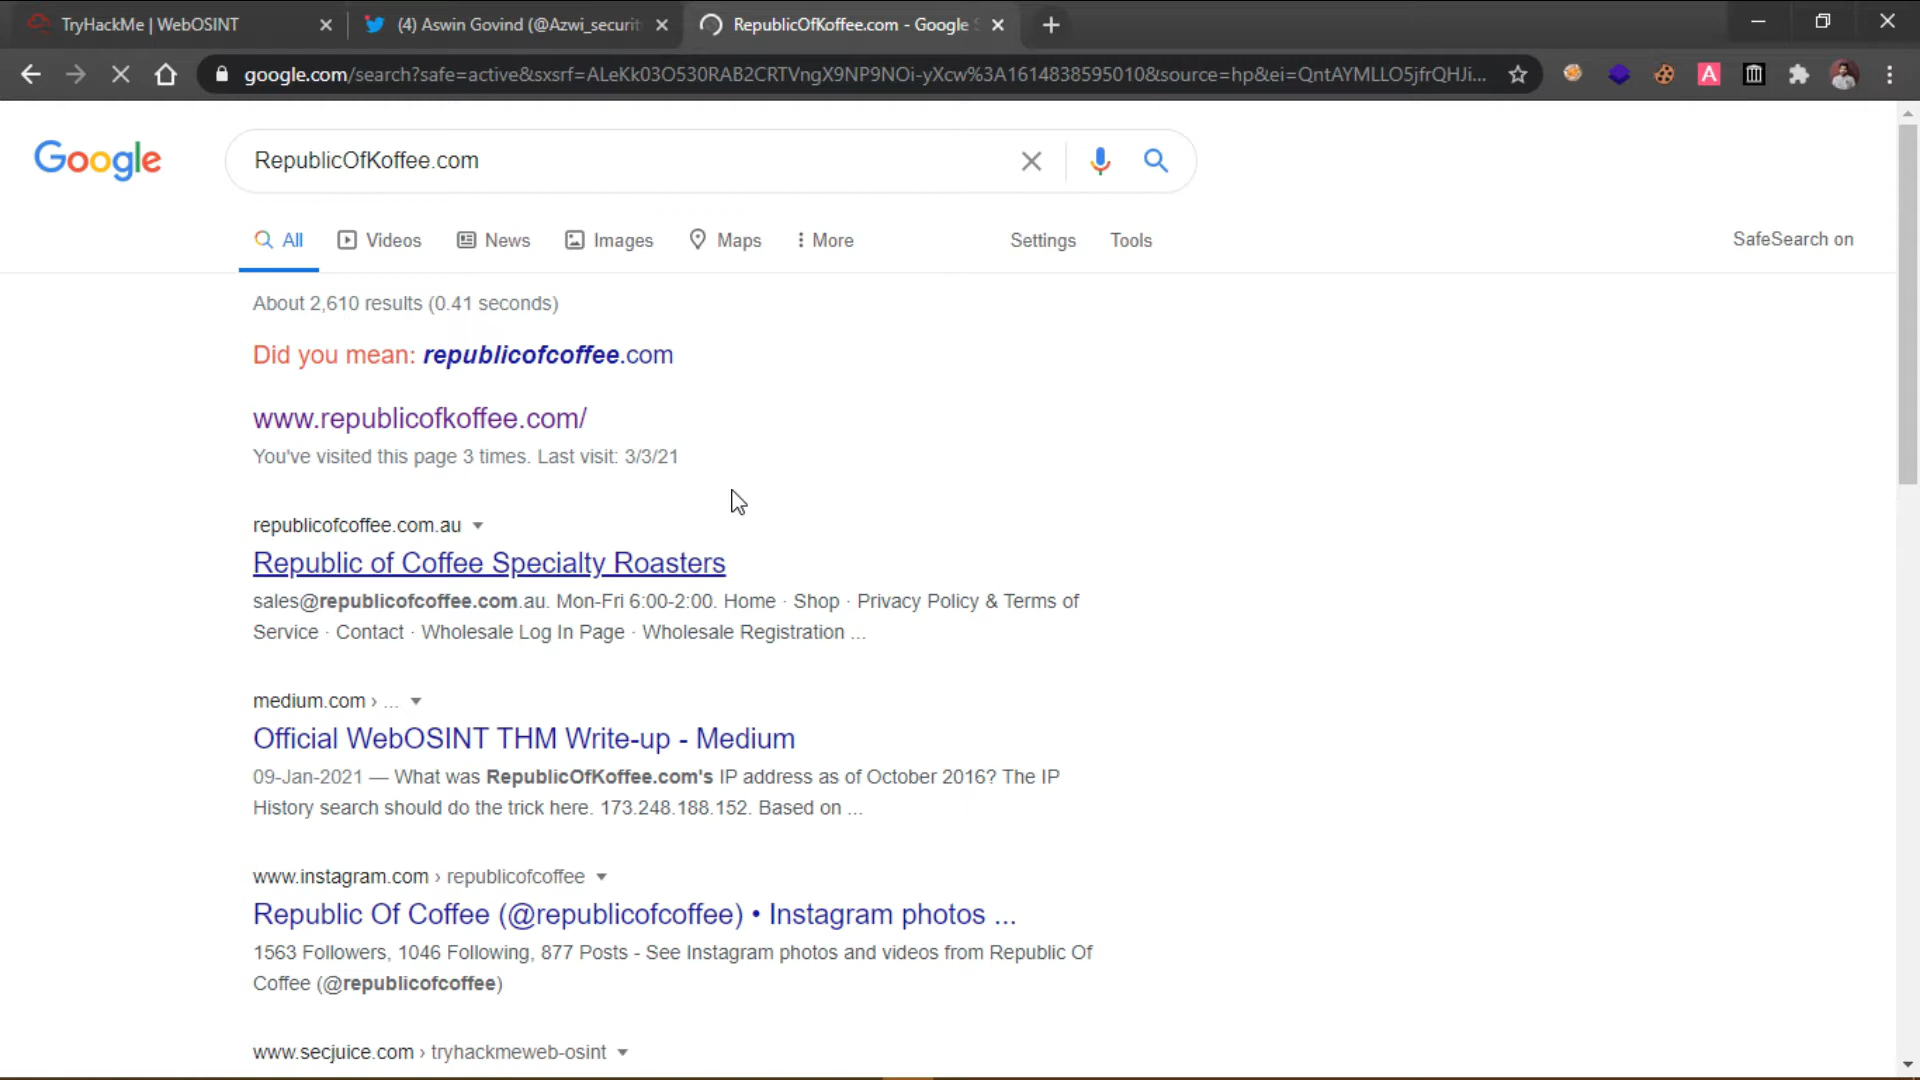 TryHackMe | WebOSINT
(4) Aswin Govind (@Azwi_securit
RepublicOfKoffee.com - Google S
google.com/search?safe=active&sxsrf=ALeKk03O530RAB2CRTVngX9NP9NOi-yXcw%3A1614838595010&source=hp&ei=QntAYMLLO5jfrQHJi...
A
Google
RepublicOfKoffee.com
All
Videos
News
Images
Maps
More
Settings
Tools
SafeSearch on
About 2,610 results (0.41 seconds)
Did you mean: republicofcoffee.com
www.republicofkoffee.com/
You've visited this page 3 times. Last visit: 3/3/21
republicofcoffee.com.au
Republic of Coffee Specialty Roasters
sales@republicofcoffee.com.au. Mon-Fri 6:00-2:00. Home · Shop · Privacy Policy & Terms of
Service · Contact · Wholesale Log In Page · Wholesale Registration ...
medium.com › ...
Official WebOSINT THM Write-up - Medium
09-Jan-2021 — What was RepublicOfKoffee.com's IP address as of October 2016? The IP
History search should do the trick here. 173.248.188.152. Based on ...
www.instagram.com › republicofcoffee
Republic Of Coffee (@republicofcoffee) • Instagram photos ...
1563 Followers, 1046 Following, 877 Posts - See Instagram photos and videos from Republic Of
Coffee (@republicofcoffee)
www.secjuice.com › tryhackmeweb-osint